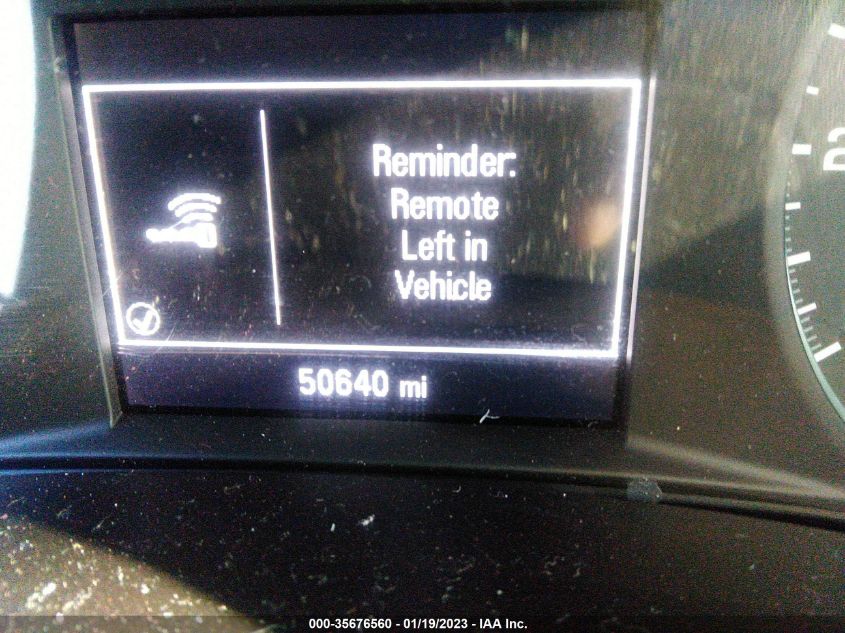 Reminder:
Remote
Left in
Vehicle
50640 mi
000-35676560 - 01/19/2023 - IAA Inc.